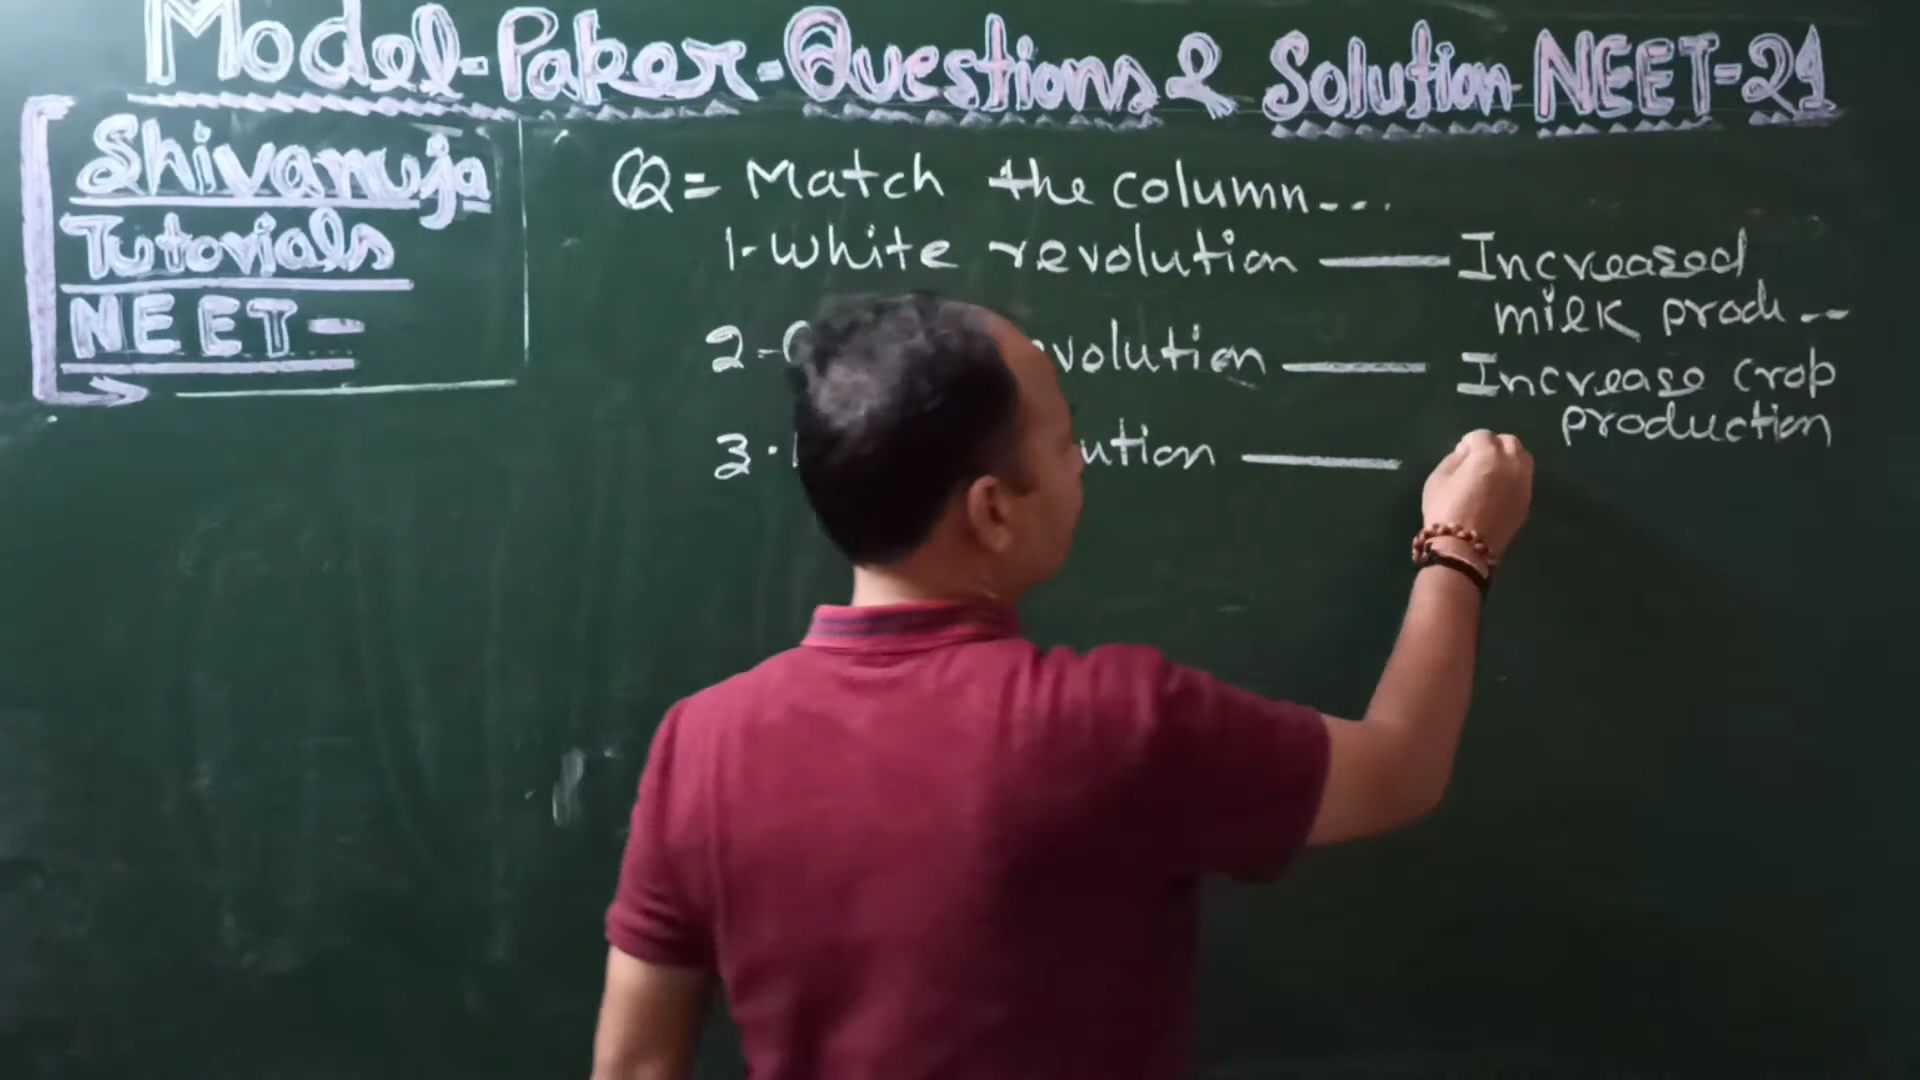 Model-Paper-Questions & Solution NEET-21
Shivanuja
Tutorials
NEET-
Q= Match the column...
1-White revolution — Increased
milk prod--
2- volution — Increase crop
production
3. ution —